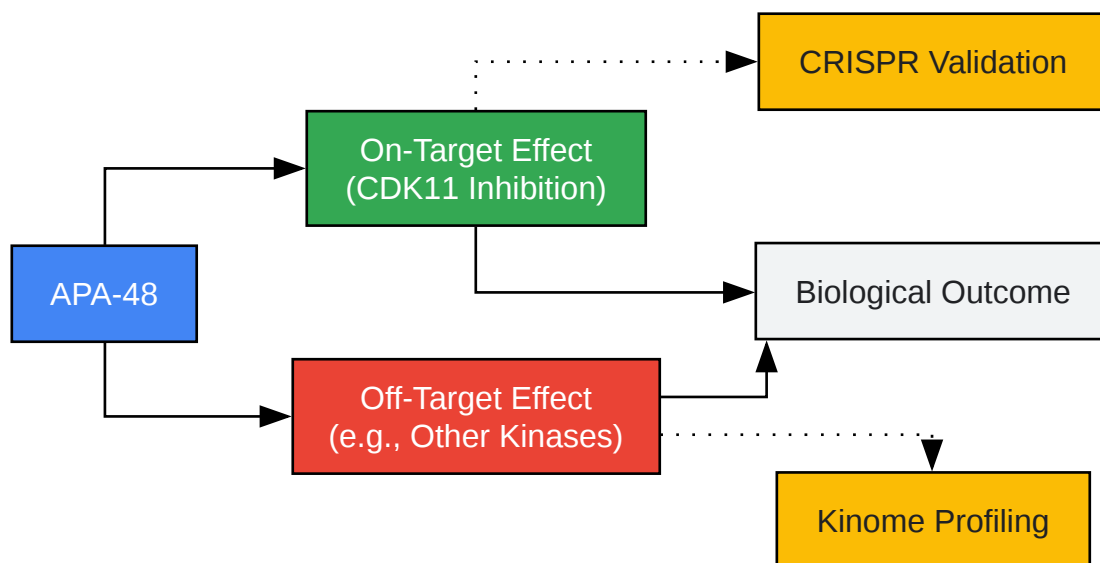 CRISPR Validation
On-Target Effect
(CDK11 Inhibition)
APA-48
Biological Outcome
Off-Target Effect
(e.g., Other Kinases)
Kinome Profiling